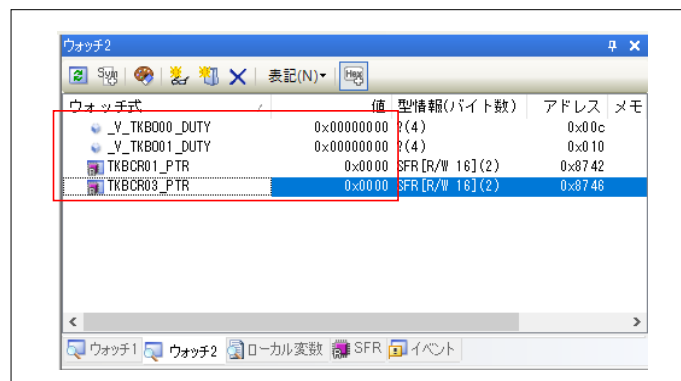 ウォッチ2
Sym 表記(N) Hex
ウォッチ式 値 型情報(バイト数) アドレス メモ
_V_TKBO00_DUTY 0x00000000 ?(4) 0x00c
_V_TKBO01_DUTY 0x00000000 ?(4) 0x010
TKBCR01_PTR 0x0000 SFR[R/W 16](2) 0x8742
TKBCR03_PTR 0x0000 SFR[R/W 16](2) 0x8746
ウォッチ1 ウォッチ2 ローカル変数 SFR イベント